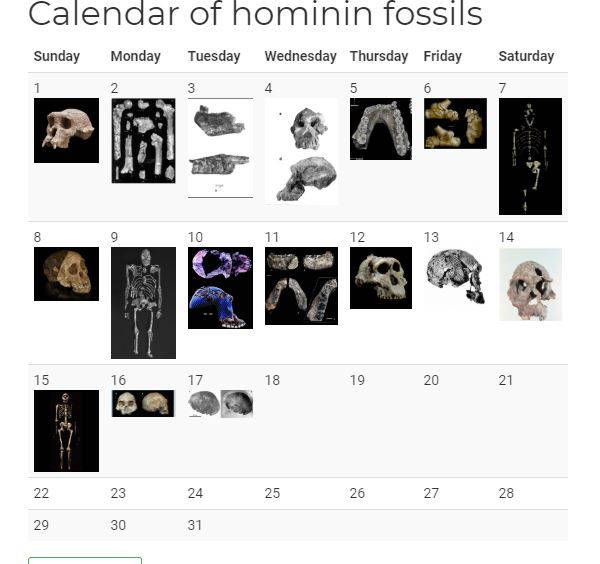 Calendar of hominin fossils
Sunday Monday Tuesday Wednesday Thursday Friday Saturday
1 2 3 4 5 6 7
8 9 10 11 12 13 14
15 16 17 18 19 20 21
22 23 24 25 26 27 28
29 30 31